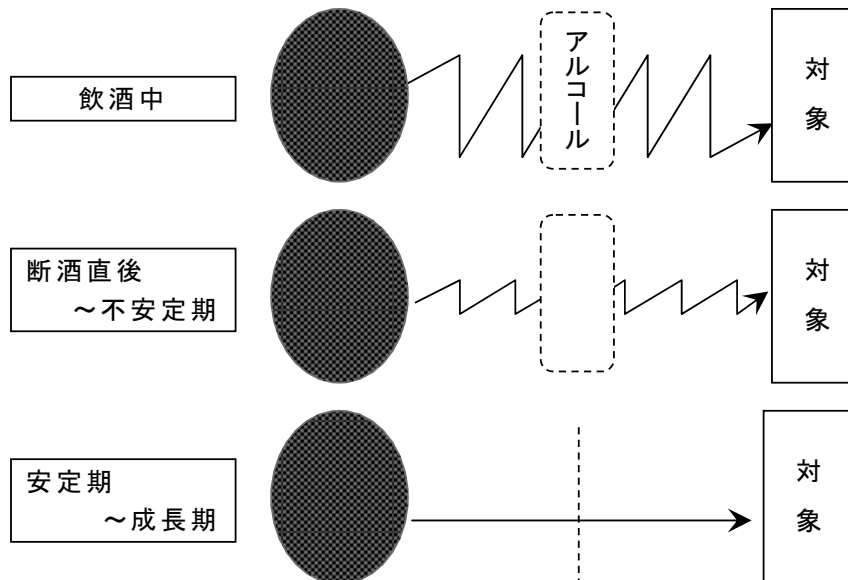 飲酒中
アルコール
対象
断酒直後
～不安定期
対象
安定期
～成長期
対象